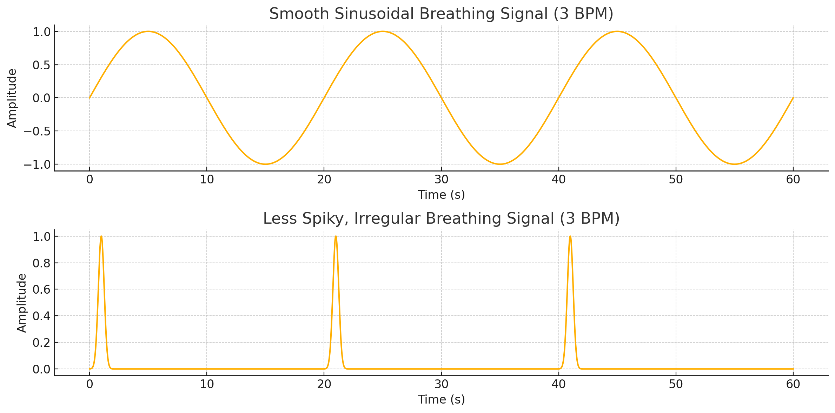 Smooth Sinusoidal Breathing Signal (3 BPM)
1.0
0.5
0.0
−0.5
−1.0
Amplitude
0 10 20 30 40 50 60
Time (s)
Less Spiky, Irregular Breathing Signal (3 BPM)
1.0
0.8
0.6
0.4
0.2
0.0
Amplitude
0 10 20 30 40 50 60
Time (s)